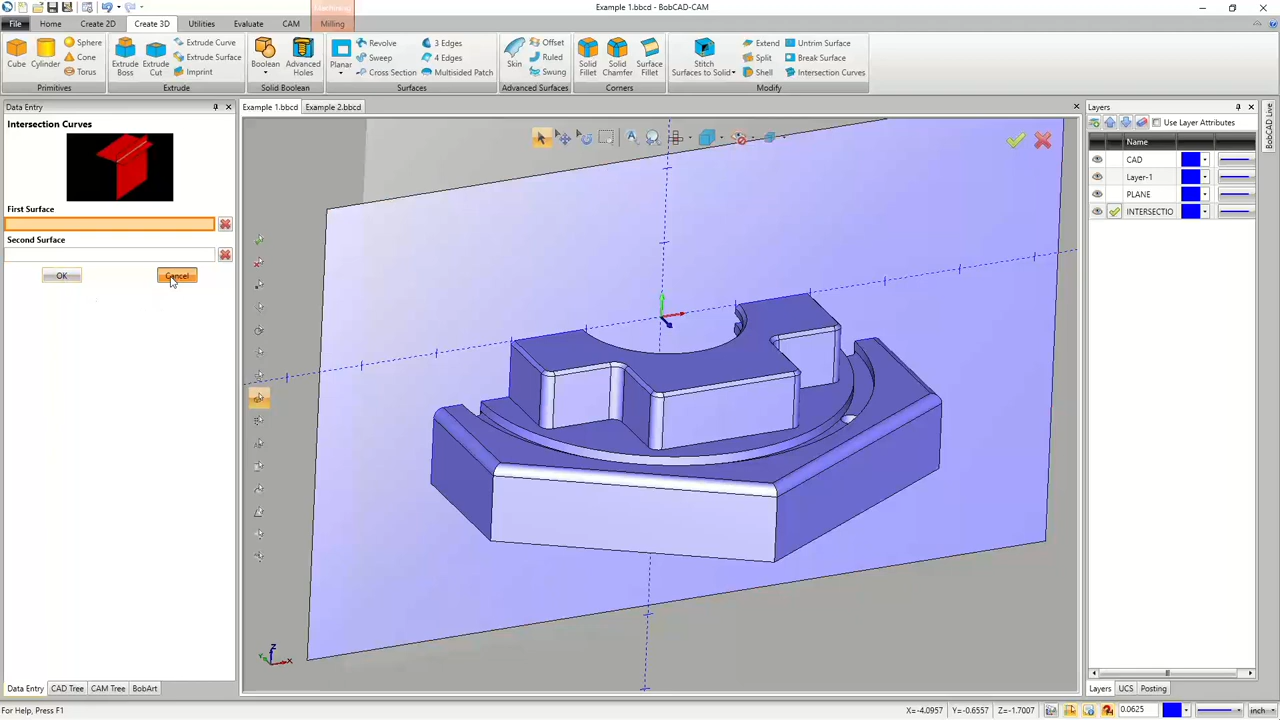 Example 1.bbcd - BobCAD-CAM
Machining
File Home Create 2D Create 3D Utilities Evaluate CAM Milling
Cube Cylinder Sphere Cone Torus
Extrude Boss Extrude Cut Extrude Curve Extrude Surface Imprint
Boolean Advanced Holes
Planar Revolve Sweep Cross Section 3 Edges 4 Edges Multisided Patch
Skin Offset Ruled Swung
Solid Fillet Solid Chamfer Surface Fillet
Stitch Surfaces to Solid Extend Split Shell Untrim Surface Break Surface Intersection Curves
Primitives Extrude Solid Boolean Surfaces Advanced Surfaces Corners Modify
Data Entry
Example 1.bbcd Example 2.bbcd
Layers
BobCAD Live
Intersection Curves
First Surface
Second Surface
OK Cancel
Use Layer Attributes
Name
CAD
Layer-1
PLANE
INTERSECTIO
Z
Y
X
Data Entry CAD Tree CAM Tree BobArt
Layers UCS Posting
For Help, Press F1
X=-4.0957 Y=-0.6557 Z=-1.7007 0.0625 inch